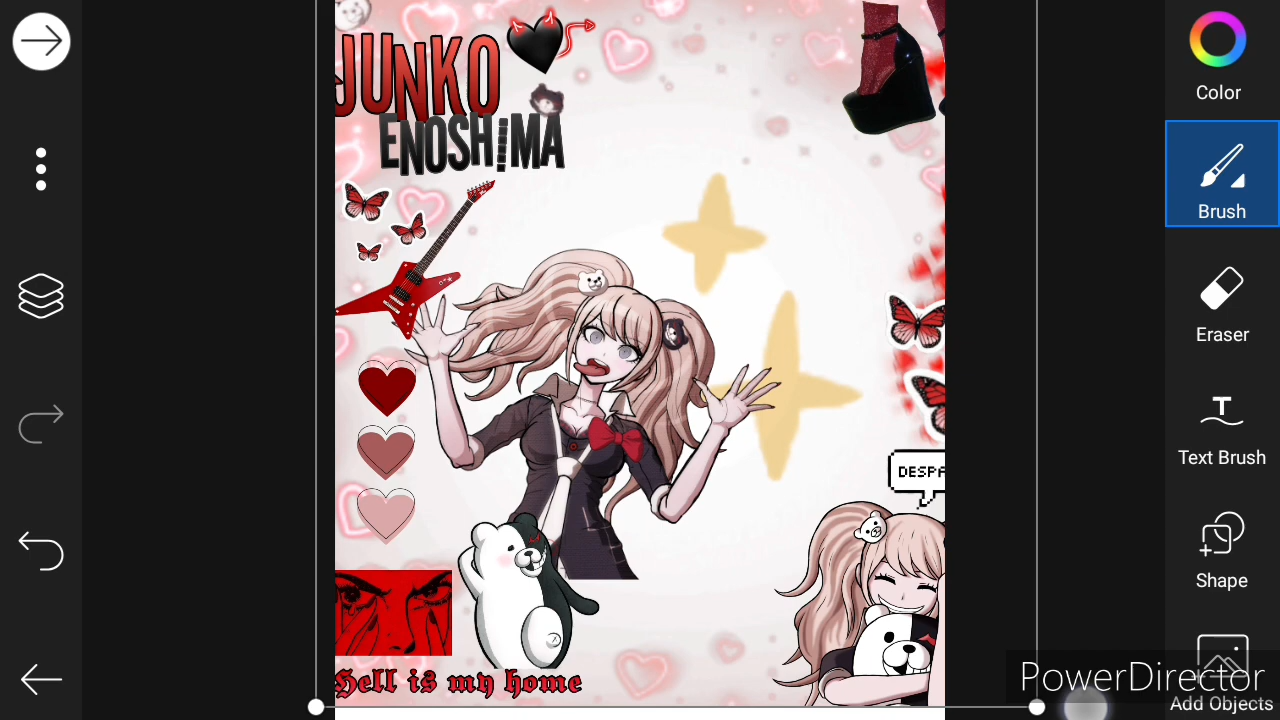 JUNKO
ENOSHIMA
DESPA
Hell is my home
Color
Brush
Eraser
Text Brush
Shape
Add Objects
PowerDirector